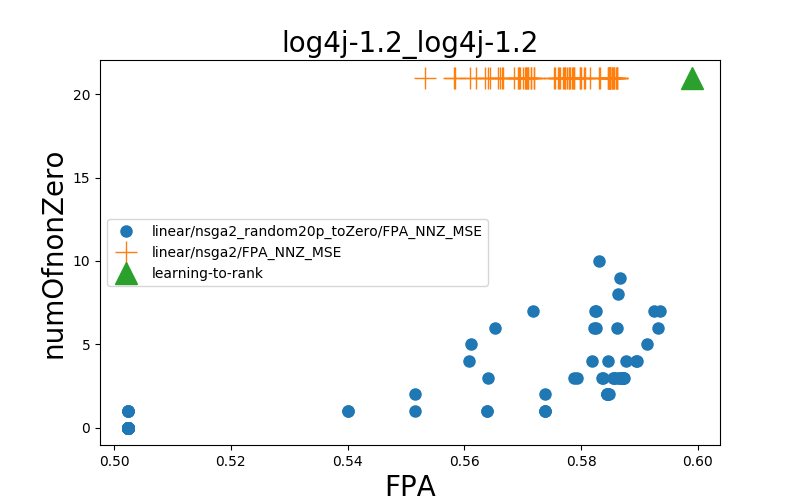 log4j-1.2_log4j-1.2
numOfnonZero
20
15
10
5
0
linear/nsga2_random20p_toZero/FPA_NNZ_MSE
linear/nsga2/FPA_NNZ_MSE
learning-to-rank
0.50 0.52 0.54 0.56 0.58 0.60
FPA